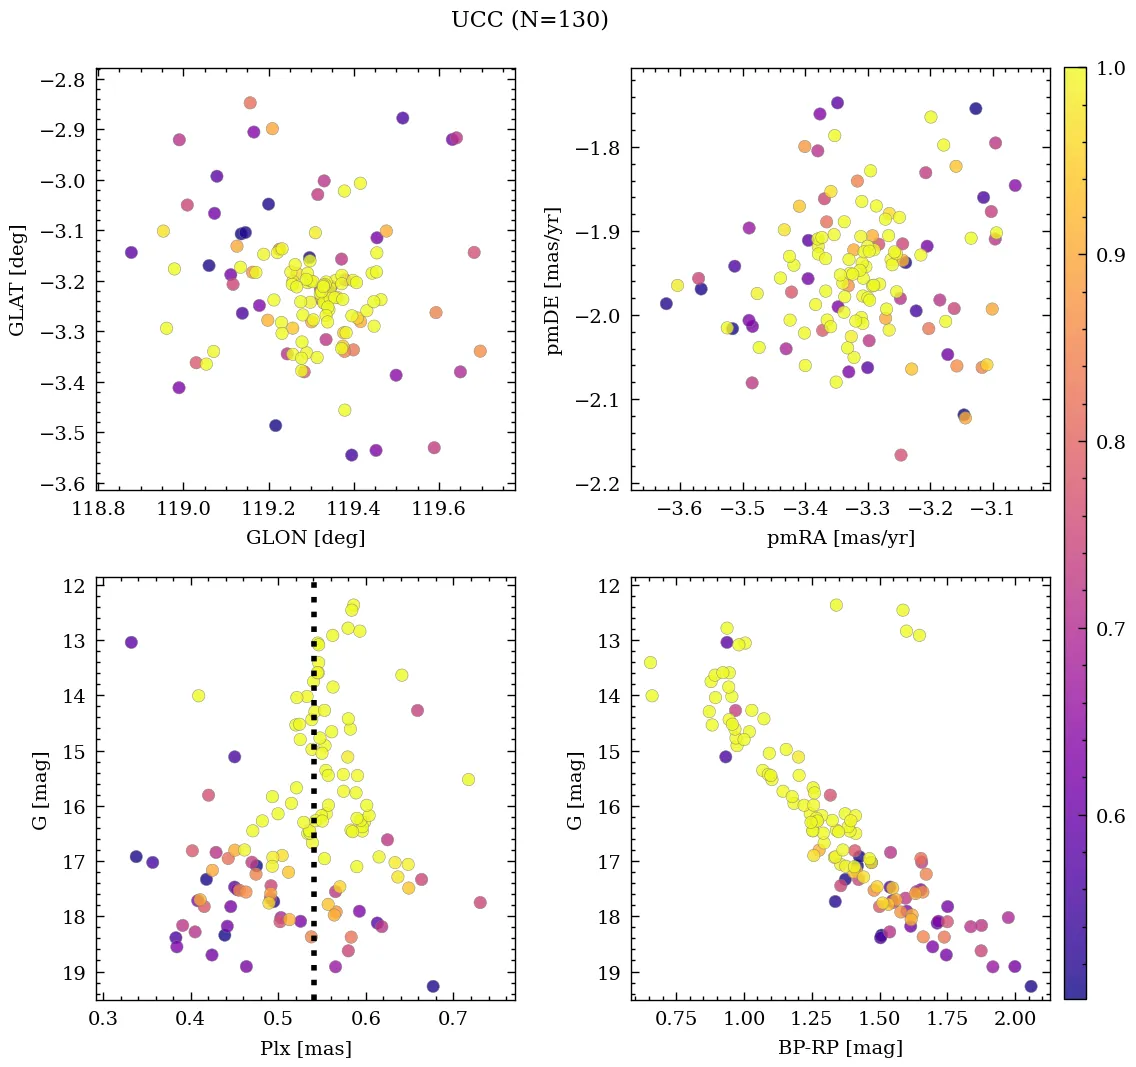 UCC (N=130)
−2.8
−2.9
−3.0
−3.1
−3.2
−3.3
−3.4
−3.5
−3.6
GLAT [deg]
118.8 119.0 119.2 119.4 119.6
GLON [deg]
−1.8
−1.9
−2.0
−2.1
−2.2
pmDE [mas/yr]
−3.6 −3.5 −3.4 −3.3 −3.2 −3.1
pmRA [mas/yr]
1.0
0.9
0.8
0.7
0.6
12
13
14
15
16
17
18
19
G [mag]
0.3 0.4 0.5 0.6 0.7
Plx [mas]
12
13
14
15
16
17
18
19
G [mag]
0.75 1.00 1.25 1.50 1.75 2.00
BP-RP [mag]